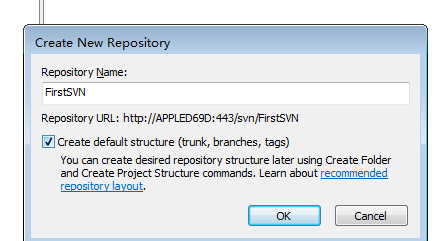 Create New Repository
Repository Name:
FirstSVN
Repository URL: http://APPLED69D:443/svn/FirstSVN
Create default structure (trunk, branches, tags)
You can create desired repository structure later using Create Folder
and Create Project Structure commands. Learn about recommended
repository layout.
OK Cancel